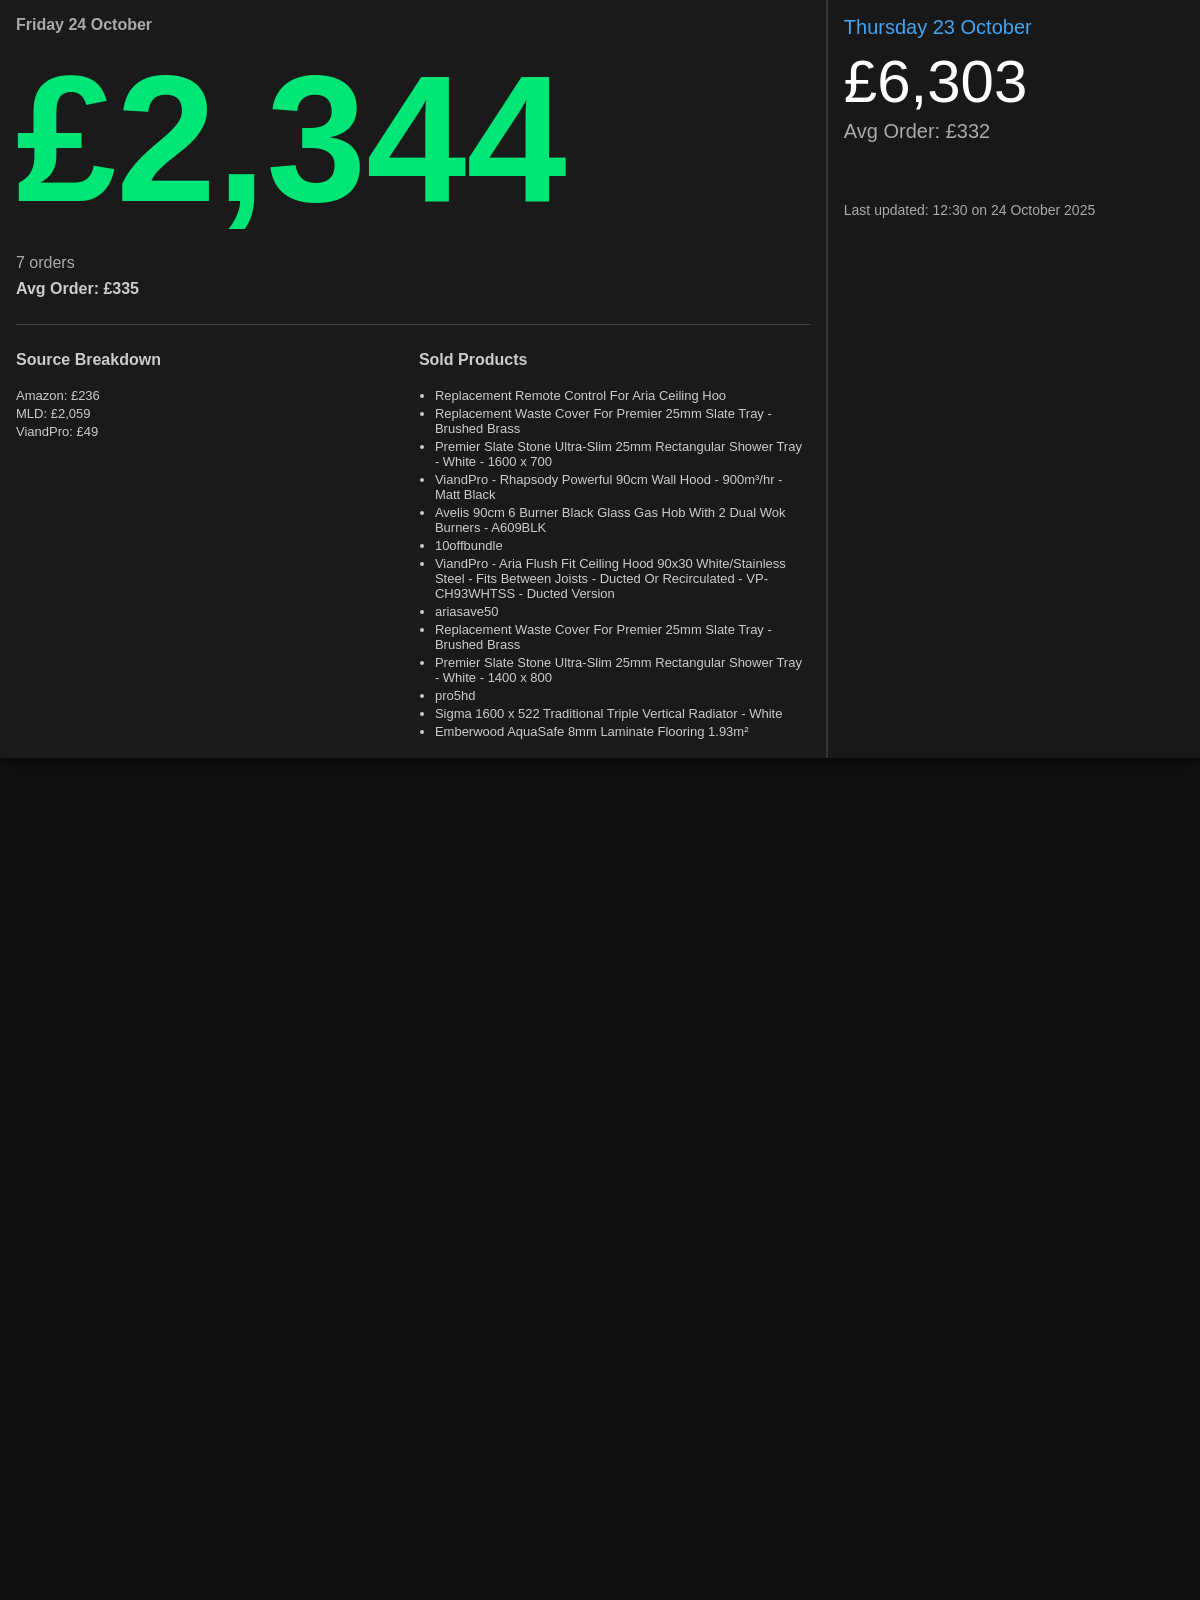 Friday 24 October
£2,344
7 orders
Avg Order: £335
Source Breakdown
Amazon: £236
MLD: £2,059
ViandPro: £49
Sold Products
• Replacement Remote Control For Aria Ceiling Hoo
• Replacement Waste Cover For Premier 25mm Slate Tray -
Brushed Brass
• Premier Slate Stone Ultra-Slim 25mm Rectangular Shower Tray
- White - 1600 x 700
• ViandPro - Rhapsody Powerful 90cm Wall Hood - 900m³/hr -
Matt Black
• Avelis 90cm 6 Burner Black Glass Gas Hob With 2 Dual Wok
Burners - A609BLK
• 10offbundle
• ViandPro - Aria Flush Fit Ceiling Hood 90x30 White/Stainless
Steel - Fits Between Joists - Ducted Or Recirculated - VP-
CH93WHTSS - Ducted Version
• ariasave50
• Replacement Waste Cover For Premier 25mm Slate Tray -
Brushed Brass
• Premier Slate Stone Ultra-Slim 25mm Rectangular Shower Tray
- White - 1400 x 800
• pro5hd
• Sigma 1600 x 522 Traditional Triple Vertical Radiator - White
• Emberwood AquaSafe 8mm Laminate Flooring 1.93m²
Thursday 23 October
£6,303
Avg Order: £332
Last updated: 12:30 on 24 October 2025